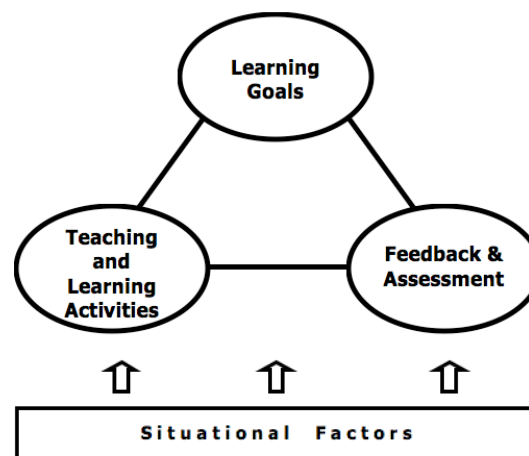 Learning
Goals
Teaching
and
Learning
Activities
Feedback &
Assessment
Situational Factors